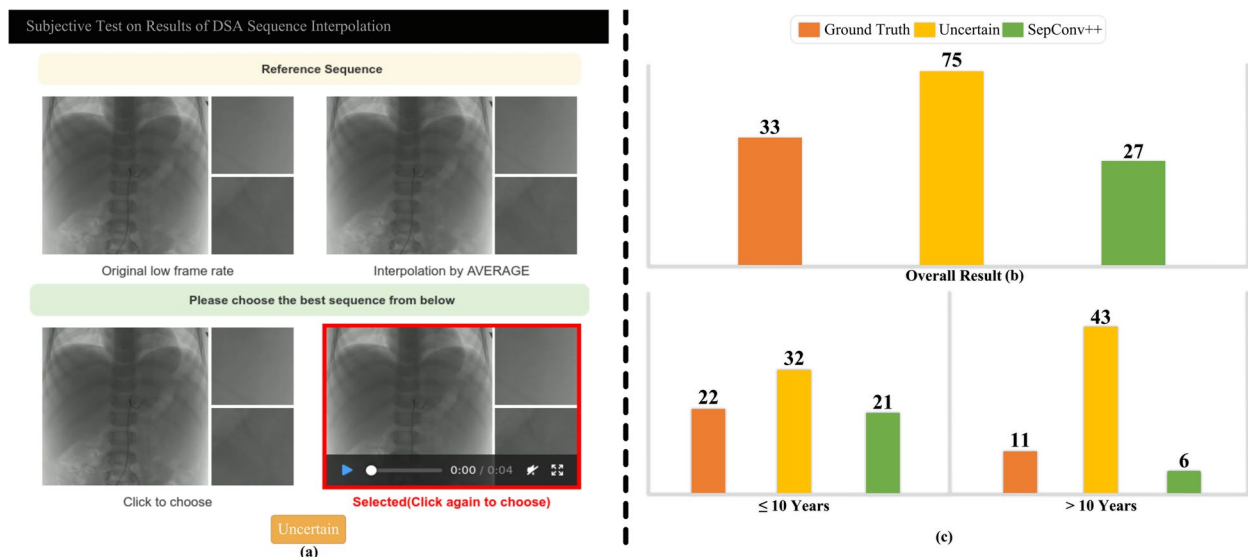 Subjective Test on Results of DSA Sequence Interpolation
Reference Sequence
Original low frame rate
Interpolation by AVERAGE
Please choose the best sequence from below
0:00 / 0:04
Click to choose
Selected(Click again to choose)
Uncertain
(a)
Ground Truth
Uncertain
SepConv++
33
75
27
Overall Result (b)
22
32
21
11
43
6
≤ 10 Years
> 10 Years
(c)